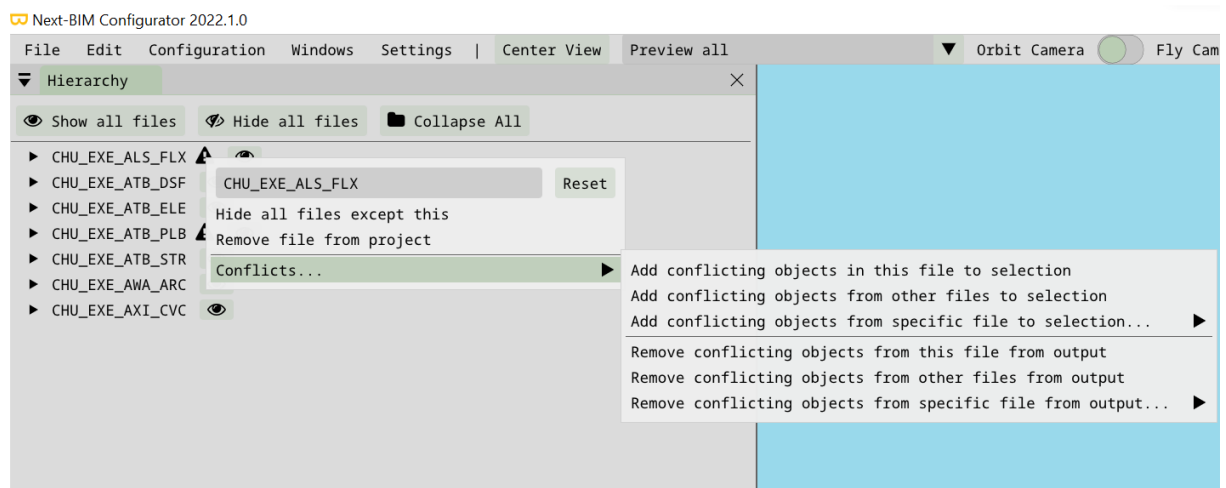 Next-BIM Configurator 2022.1.0
File Edit Configuration Windows Settings | Center View Preview all Orbit Camera Fly Cam
Hierarchy
Show all files Hide all files Collapse All
CHU_EXE_ALS_FLX
CHU_EXE_ATB_DSF
CHU_EXE_ATB_ELE
CHU_EXE_ATB_PLB
CHU_EXE_ATB_STR
CHU_EXE_AWA_ARC
CHU_EXE_AXI_CVC
CHU_EXE_ALS_FLX Reset
Hide all files except this
Remove file from project
Conflicts...
Add conflicting objects in this file to selection
Add conflicting objects from other files to selection
Add conflicting objects from specific file to selection...
Remove conflicting objects from this file from output
Remove conflicting objects from other files from output
Remove conflicting objects from specific file from output...